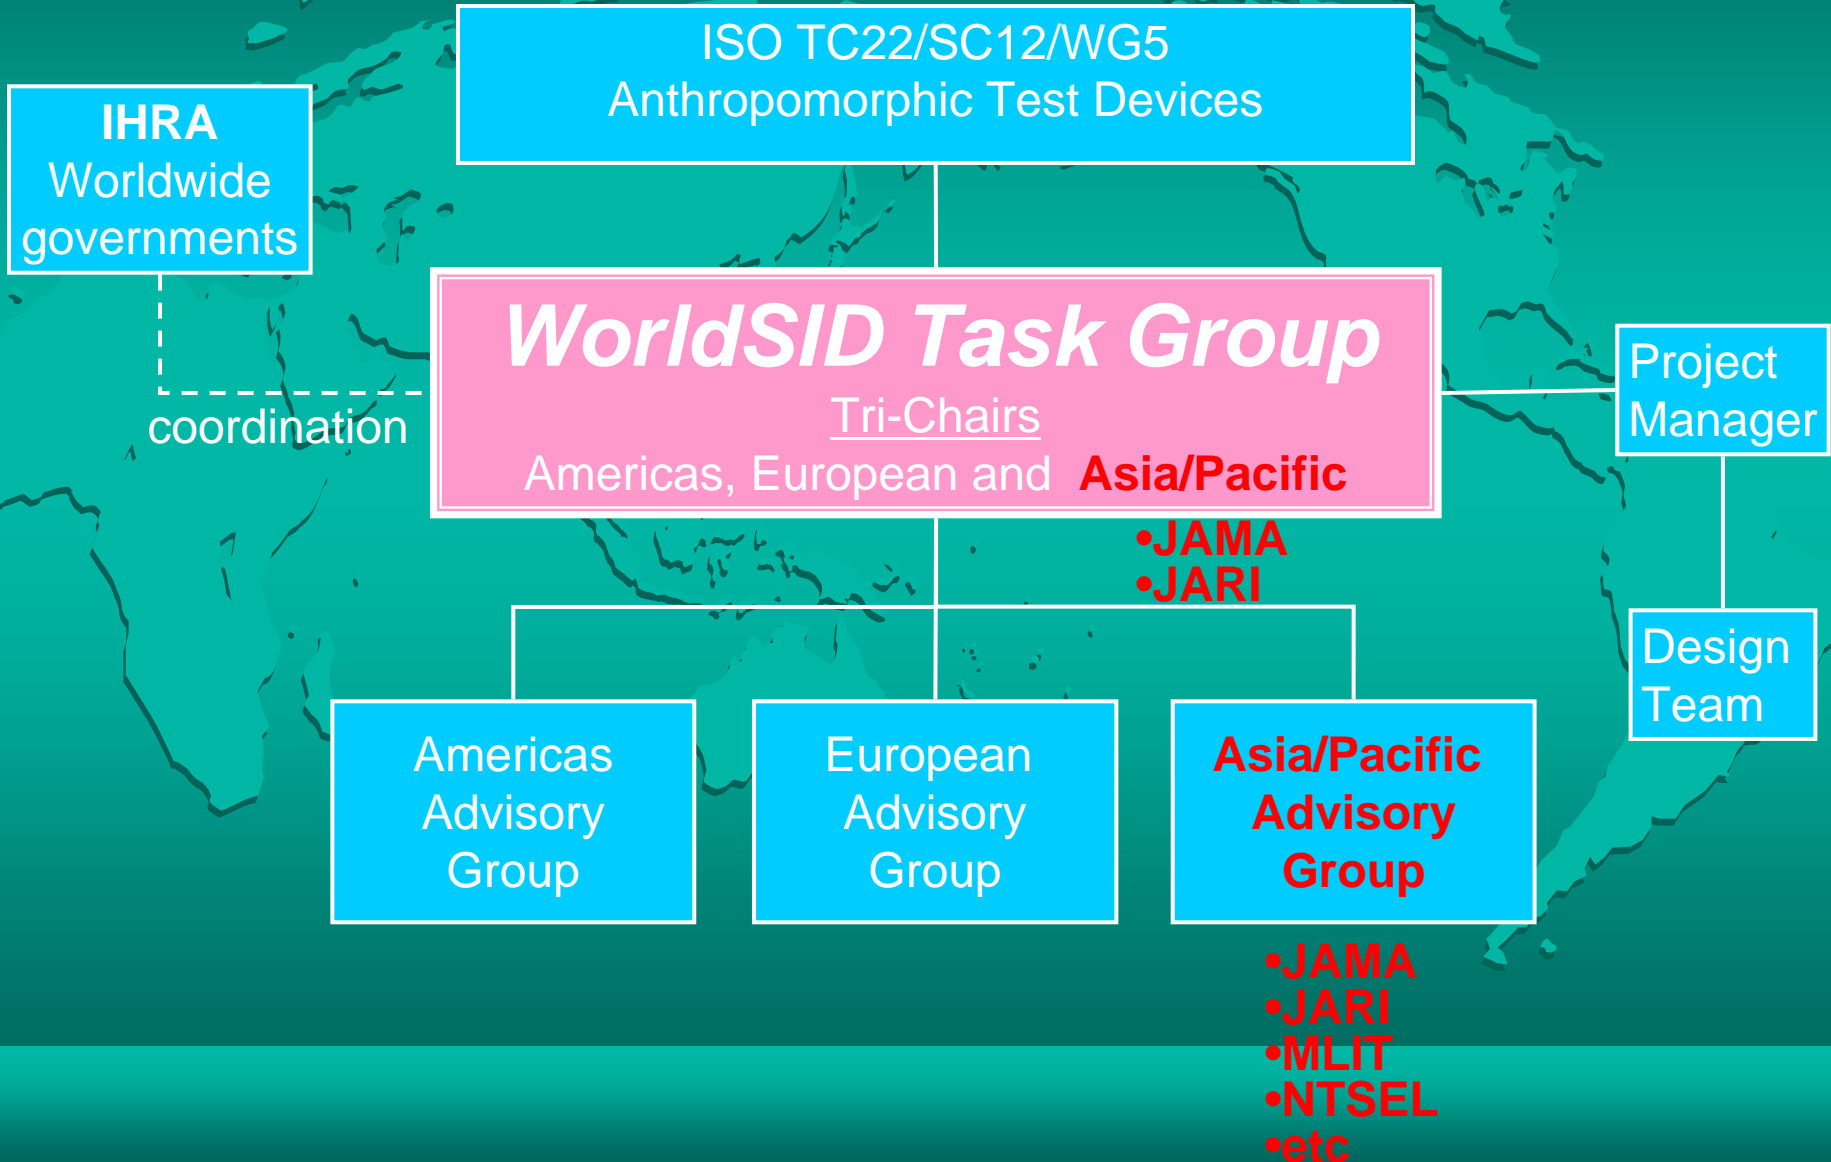 ISO TC22/SC12/WG5
Anthropomorphic Test Devices
IHRA
Worldwide
governments
coordination
WorldSID Task Group
Tri-Chairs
Americas, European and Asia/Pacific
•JAMA
•JARI
Project
Manager
Design
Team
Americas
Advisory
Group
European
Advisory
Group
Asia/Pacific
Advisory
Group
•JAMA
•JARI
•MLIT
•NTSEL
•etc